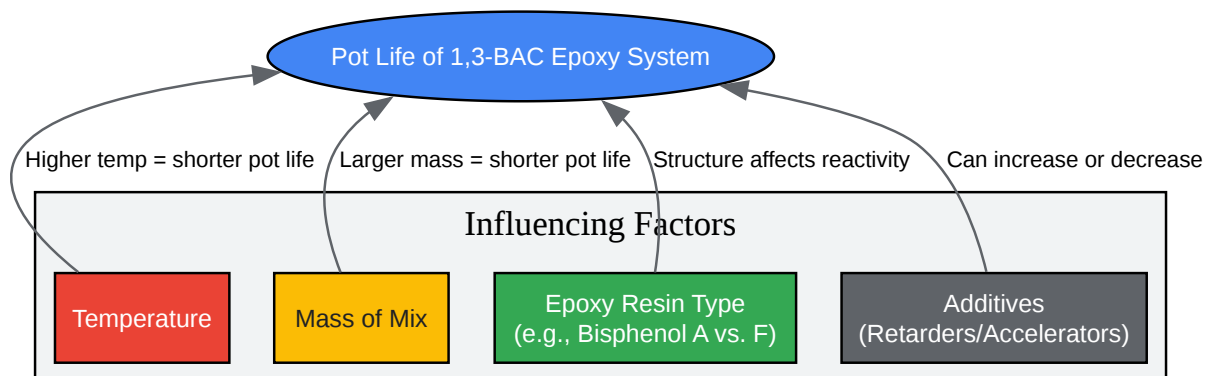 Pot Life of 1,3-BAC Epoxy System
Higher temp = shorter pot life
Larger mass = shorter pot life
Structure affects reactivity
Can increase or decrease
Influencing Factors
Temperature
Mass of Mix
Epoxy Resin Type
(e.g., Bisphenol A vs. F)
Additives
(Retarders/Accelerators)